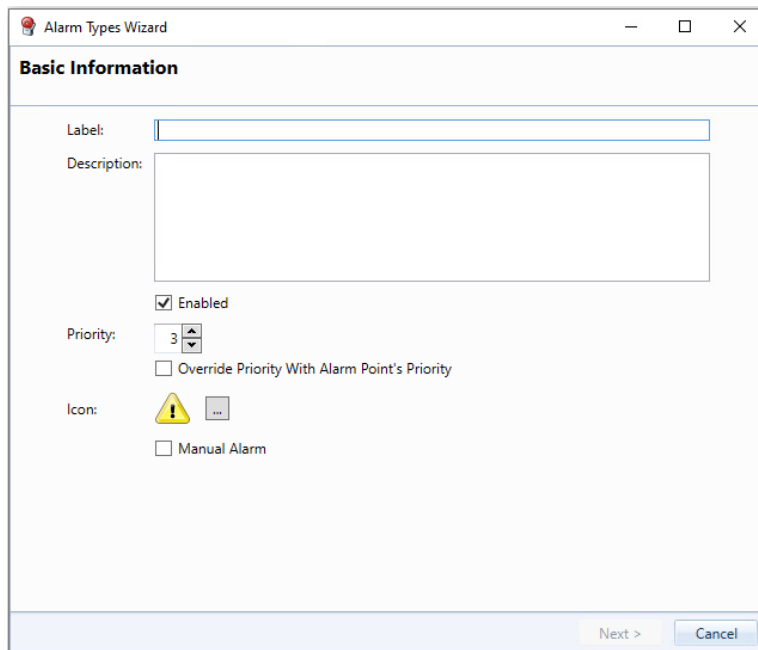 Alarm Types Wizard
Basic Information
Label:
Description:
Enabled
Priority: 3
Override Priority With Alarm Point's Priority
Icon: ! ...
Manual Alarm
Next > Cancel